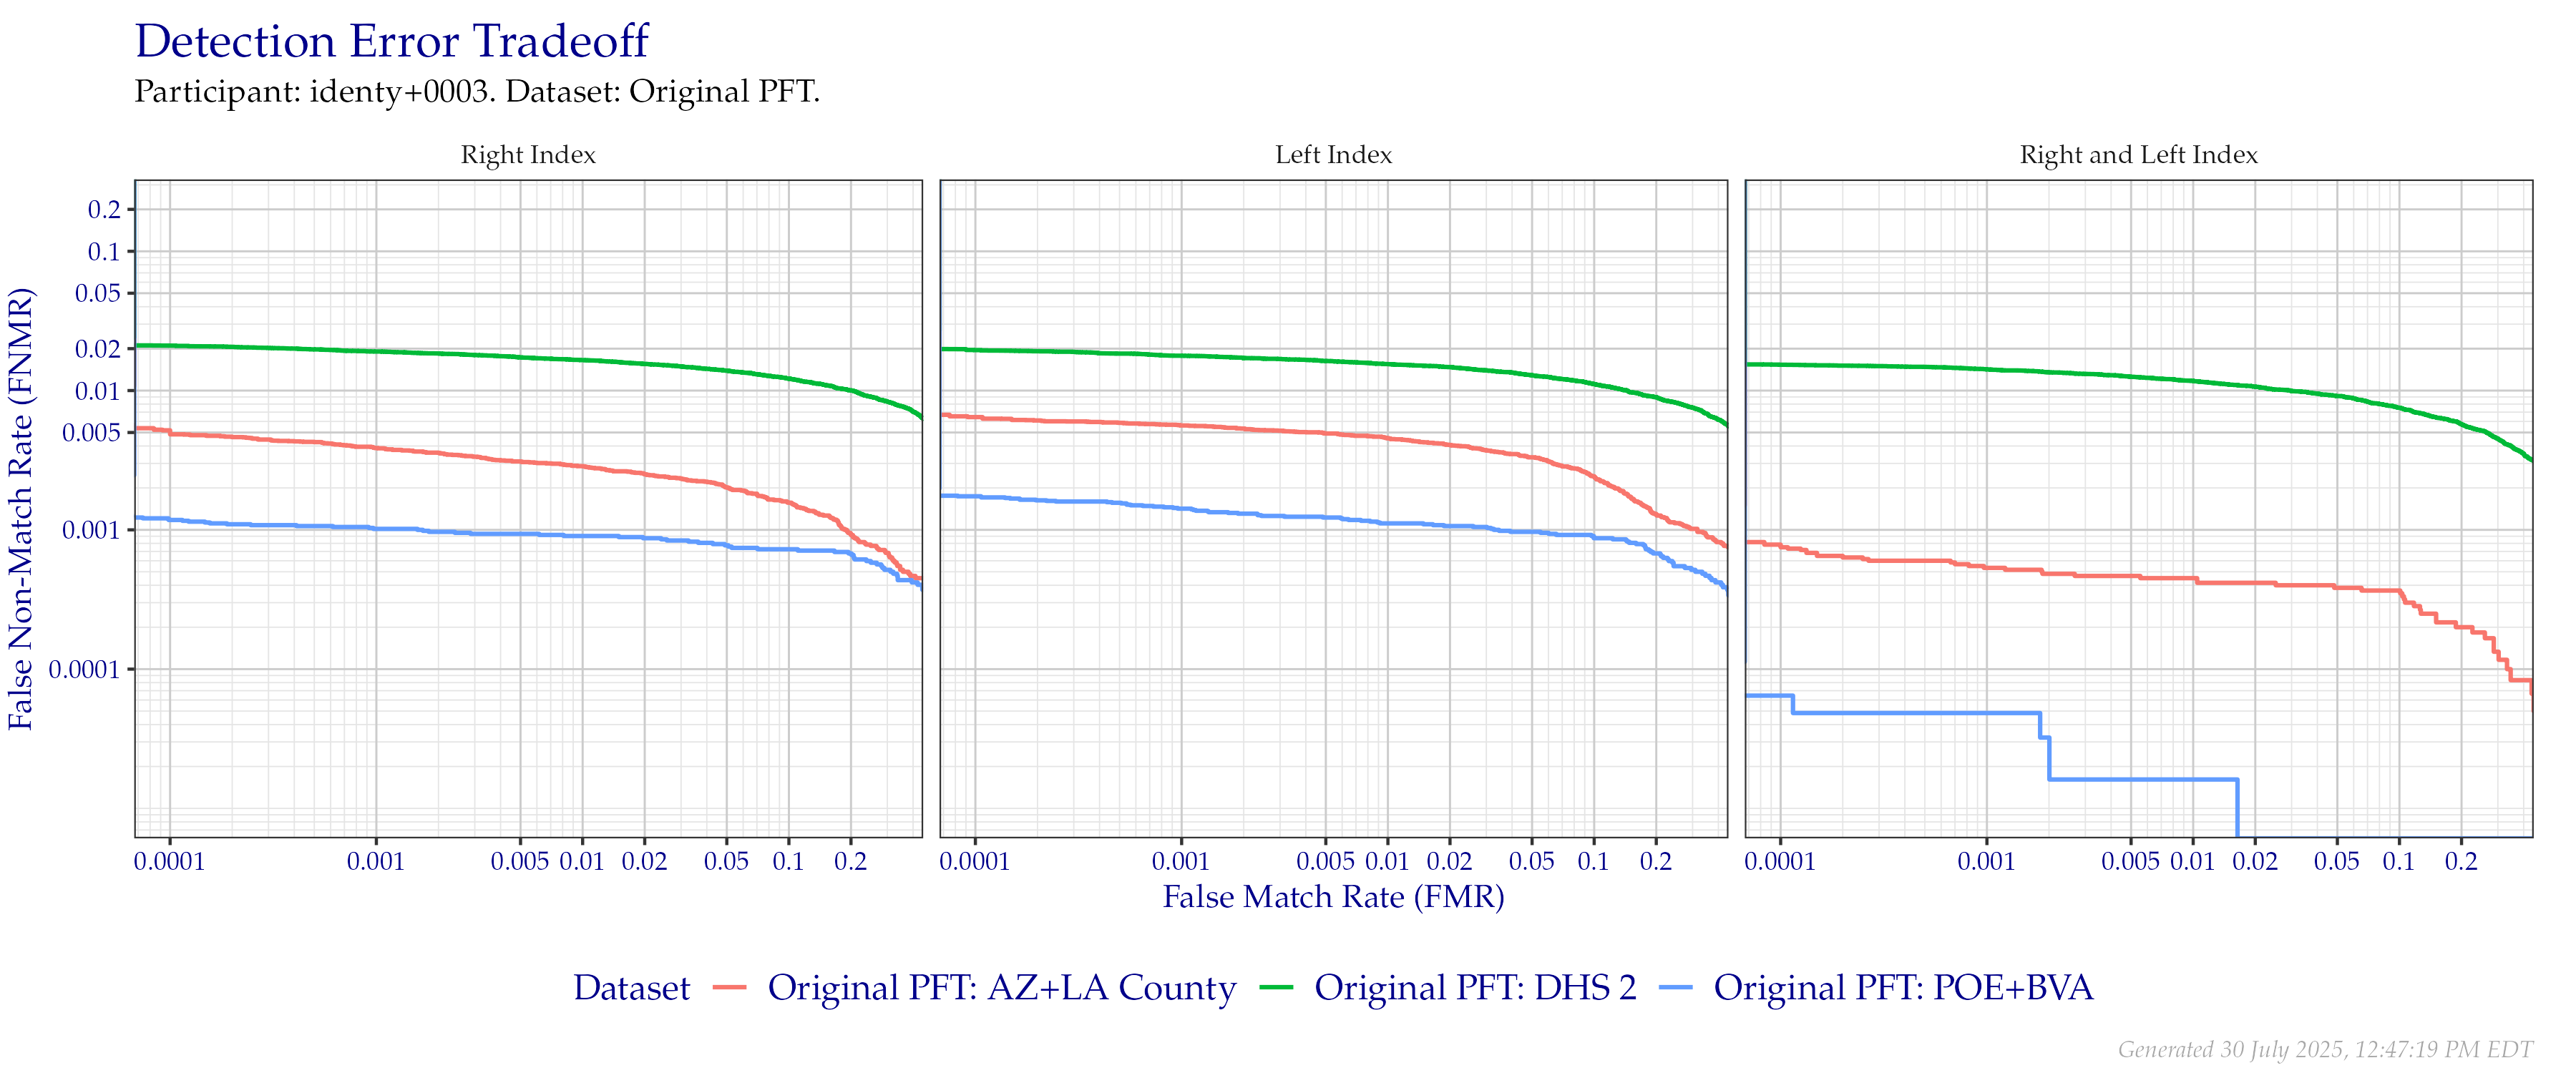 Detection Error Tradeoff
Participant: identy+0003. Dataset: Original PFT.
Right Index
Left Index
Right and Left Index
False Non-Match Rate (FNMR)
0.2
0.1
0.05
0.02
0.01
0.005
0.001
0.0001
0.0001 0.001 0.005 0.01 0.02 0.05 0.1 0.2
0.0001 0.001 0.005 0.01 0.02 0.05 0.1 0.2
0.0001 0.001 0.005 0.01 0.02 0.05 0.1 0.2
False Match Rate (FMR)
Dataset Original PFT: AZ+LA County Original PFT: DHS 2 Original PFT: POE+BVA
Generated 30 July 2025, 12:47:19 PM EDT